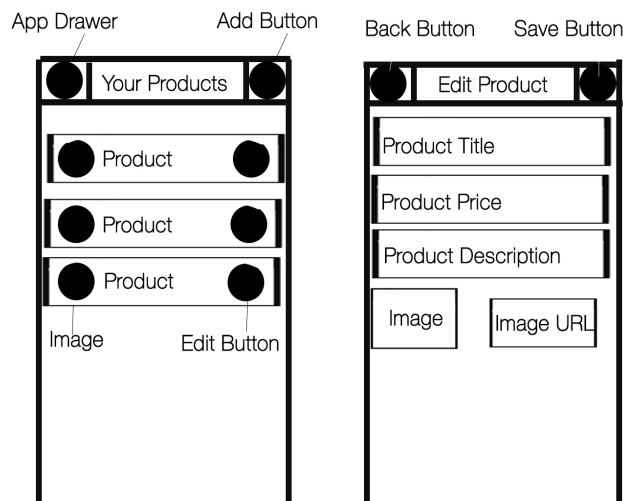 App Drawer
Add Button
Your Products
Product
Product
Product
Image
Edit Button
Back Button
Save Button
Edit Product
Product Title
Product Price
Product Description
Image
Image URL